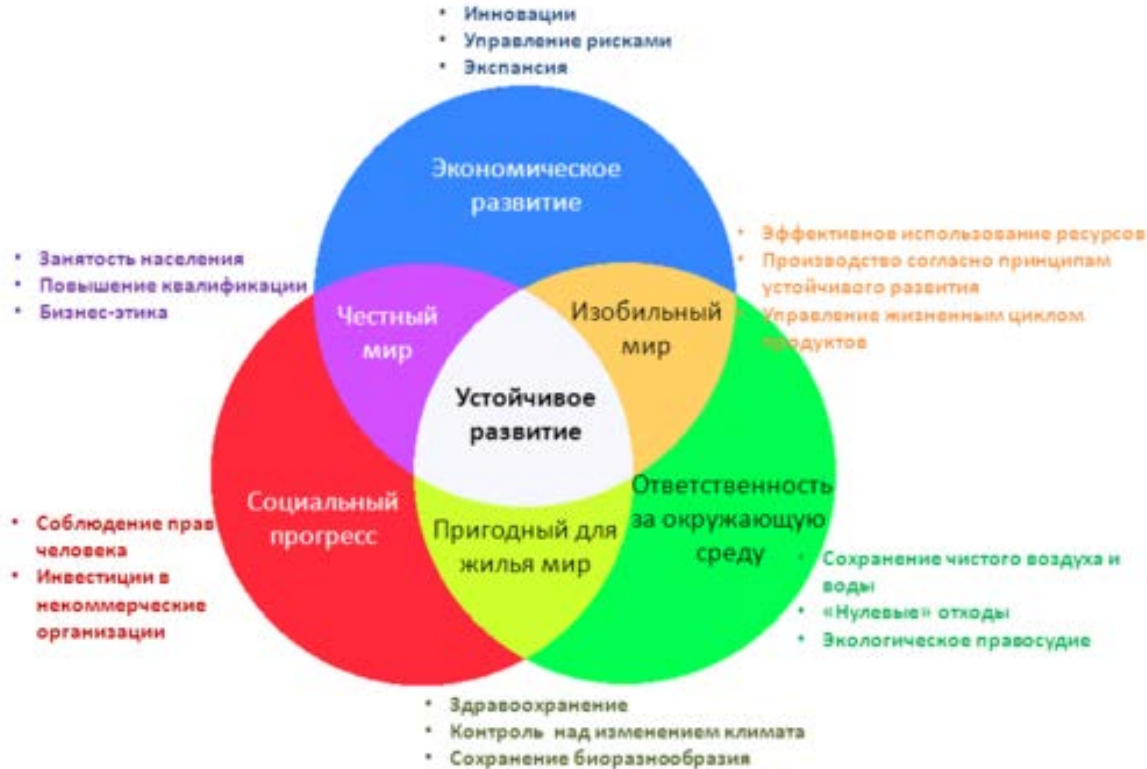 • Инновации
• Управление рисками
• Экспансия
Экономическое
развитие
• Занятость населения
• Повышение квалификации
• Бизнес-этика
• Эффективное использование ресурсов
• Производство согласно принципам
устойчивого развития
• Управление жизненным циклом
продуктов
Честный
мир
Изобильный
мир
Устойчивое
развитие
Социальный
прогресс
Пригодный для
жилья мир
Ответственность
за окружающую
среду
• Соблюдение прав
человека
• Инвестиции в
некоммерческие
организации
• Сохранение чистого воздуха и
воды
• «Нулевые» отходы
• Экологическое правосудие
• Здравоохранение
• Контроль над изменением климата
• Сохранение биоразнообразия